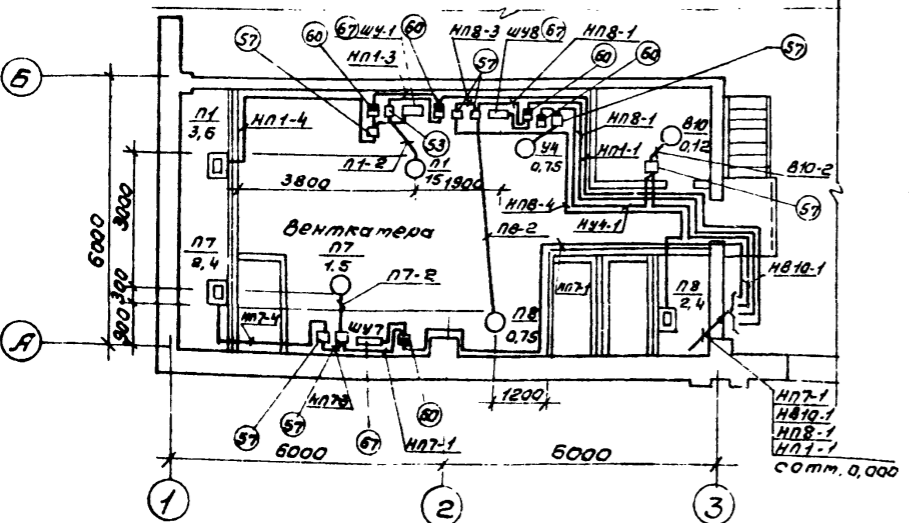 57
60
67
ШУ-1
60
НП8-3
ШУ8
67
НП8-1
60
60
57
НП1-3
57
Б
П1
3,6
НП1-4
53
У4
0,75
НП8-1
НП1-1
В10
0,12
В10-2
П1-2
П1
15
3800
1900
57
НП8-4
НУ4-1
П8-2
Венткамера
П7
1.5
П7-2
П7
8,4
НП7-1
П8
2,4
НВ10-1
П8
0.75
6000
3000
300
900
А
НП7-4
ШУ7
НП7-3
57
57
67
60
НП7-1
1200
НП7-1
НВ10-1
НП8-1
НП1-1
с отм. 0,000
6000
6000
1
2
3